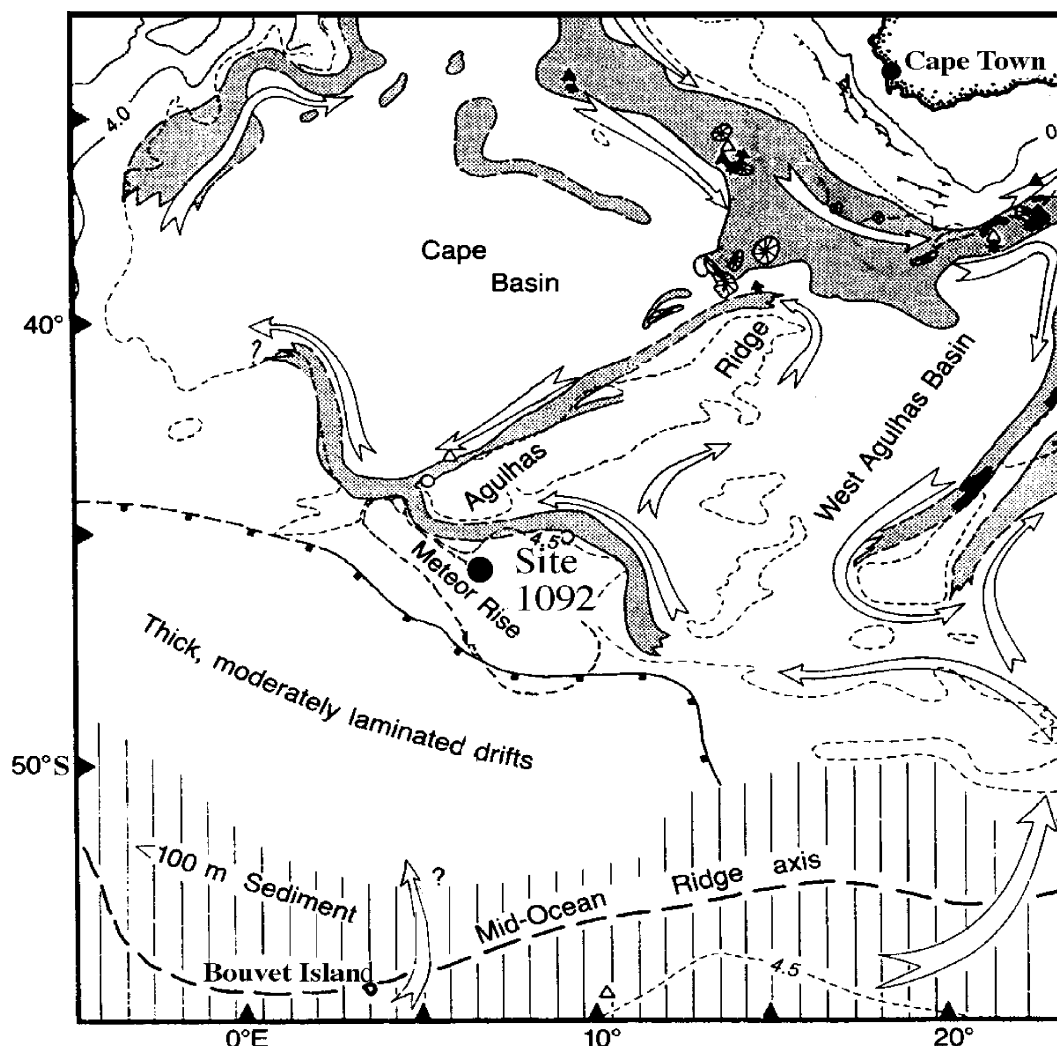 Cape Town
4.0
0
Cape
Basin
40°
Ridge
?
West Agulhas Basin
Agulhas
4.5
Site
1092
Meteor Rise
Thick, moderately laminated drifts
50°S
<100 m Sediment
?
Mid-Ocean Ridge axis
Bouvet Island
4.5
0°E
10°
20°